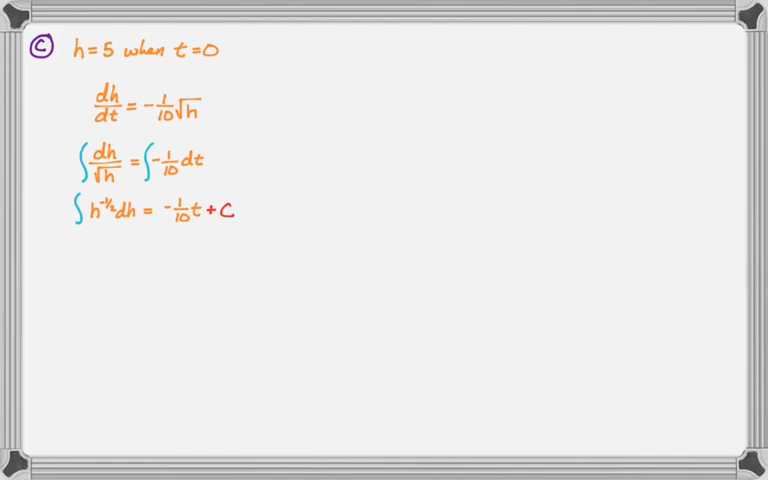 Ⓒ h = 5 when t = 0
dh/dt = -1/10 √h
∫ dh/√h = ∫ -1/10 dt
∫ h^-1/2 dh = -1/10 t + C